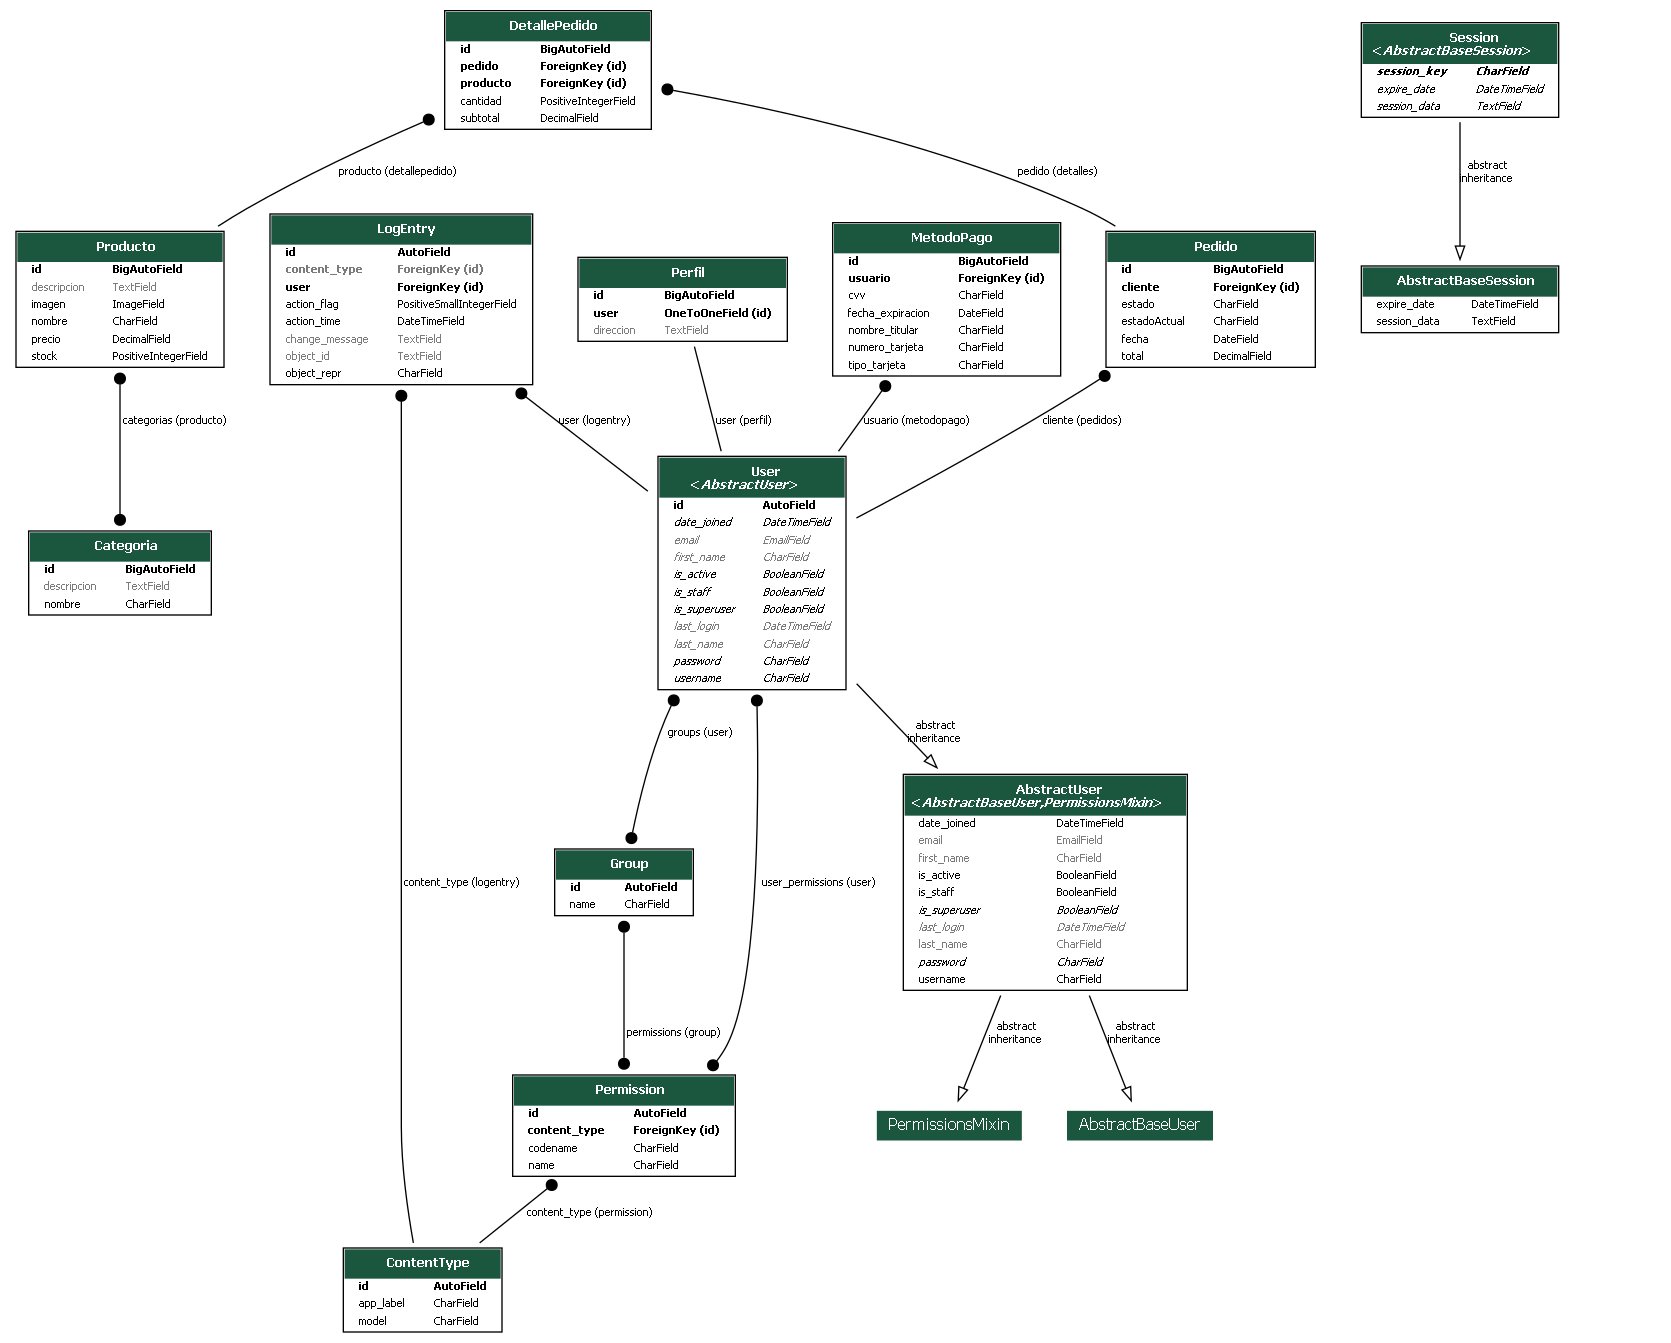 DetallePedido
id BigAutoField
pedido ForeignKey (id)
producto ForeignKey (id)
cantidad PositiveIntegerField
subtotal DecimalField
Session
<AbstractBaseSession>
session_key CharField
expire_date DateTimeField
session_data TextField
producto (detallepedido)
pedido (detalles)
abstract
inheritance
Producto
id BigAutoField
descripcion TextField
imagen ImageField
nombre CharField
precio DecimalField
stock PositiveIntegerField
LogEntry
id AutoField
content_type ForeignKey (id)
user ForeignKey (id)
action_flag PositiveSmallIntegerField
action_time DateTimeField
change_message TextField
object_id TextField
object_repr CharField
Perfil
id BigAutoField
user OneToOneField (id)
direccion TextField
MetodoPago
id BigAutoField
usuario ForeignKey (id)
cvv CharField
fecha_expiracion DateField
nombre_titular CharField
numero_tarjeta CharField
tipo_tarjeta CharField
Pedido
id BigAutoField
cliente ForeignKey (id)
estado CharField
estadoActual CharField
fecha DateField
total DecimalField
AbstractBaseSession
expire_date DateTimeField
session_data TextField
categorias (producto)
user (logentry)
user (perfil)
usuario (metodopago)
cliente (pedidos)
Categoria
id BigAutoField
descripcion TextField
nombre CharField
User
<AbstractUser>
id AutoField
date_joined DateTimeField
email EmailField
first_name CharField
is_active BooleanField
is_staff BooleanField
is_superuser BooleanField
last_login DateTimeField
last_name CharField
password CharField
username CharField
groups (user)
abstract
inheritance
content_type (logentry)
user_permissions (user)
Group
id AutoField
name CharField
AbstractUser
<AbstractBaseUser,PermissionsMixin>
date_joined DateTimeField
email EmailField
first_name CharField
is_active BooleanField
is_staff BooleanField
is_superuser BooleanField
last_login DateTimeField
last_name CharField
password CharField
username CharField
permissions (group)
abstract
inheritance
abstract
inheritance
Permission
id AutoField
content_type ForeignKey (id)
codename CharField
name CharField
PermissionsMixin
AbstractBaseUser
content_type (permission)
ContentType
id AutoField
app_label CharField
model CharField